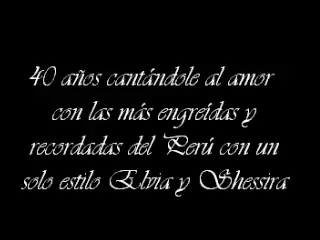 40 años cantándole al amor
con las más engreídas y
recordadas del Perú con un
solo estilo Elvia y Shessira